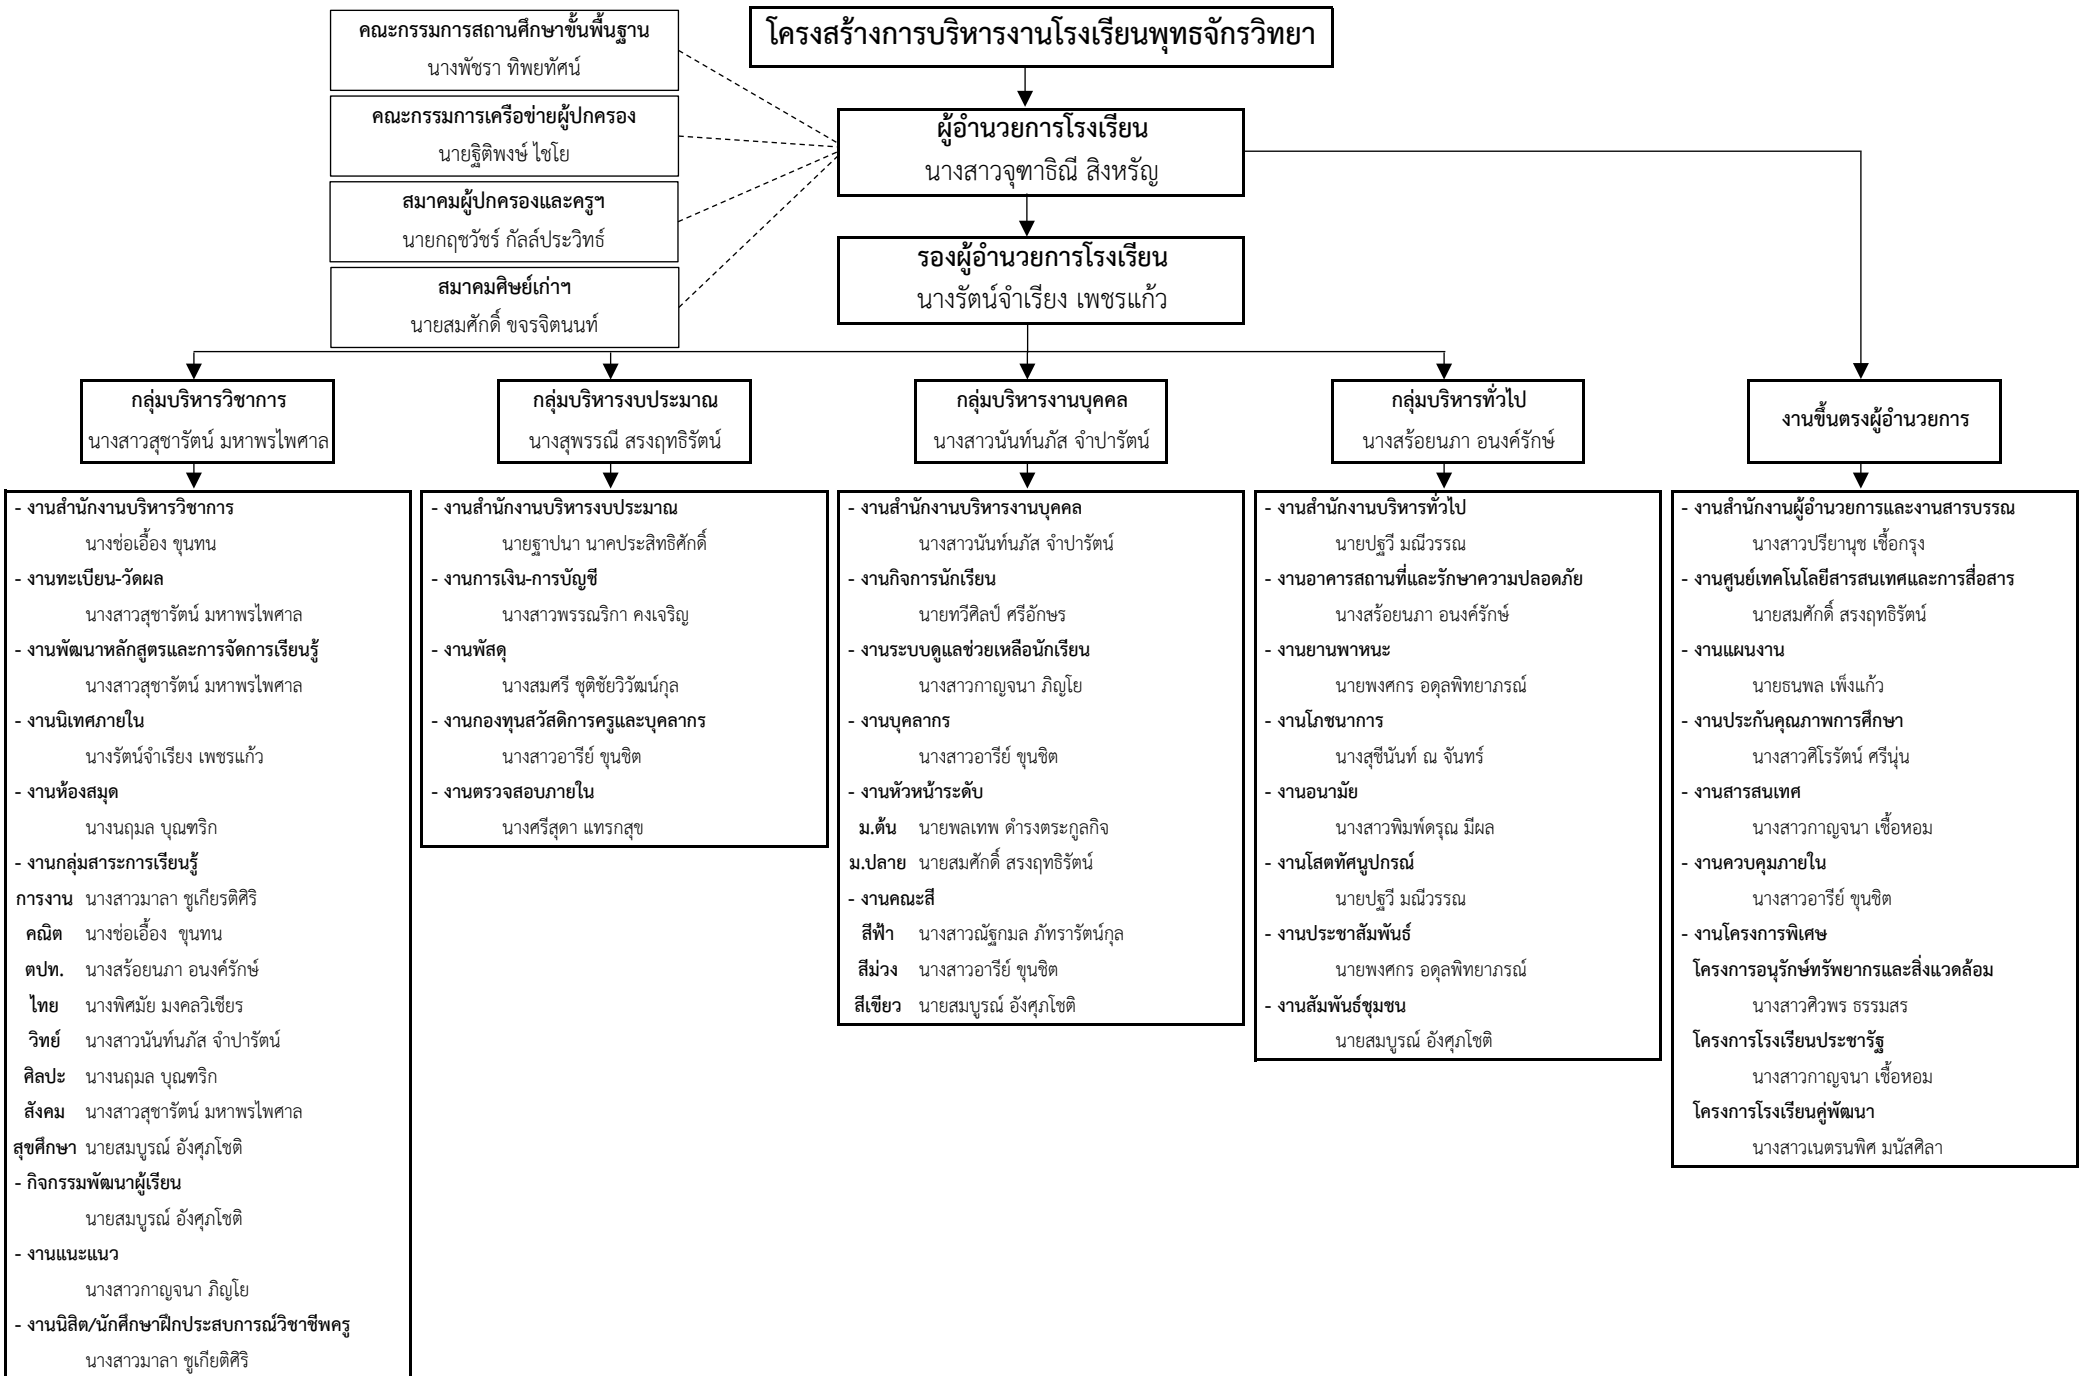 โครงสร้างการบริหารงานโรงเรียนพุทธจักรวิทยา
คณะกรรมการสถานศึกษาขั้นพื้นฐาน
นางพัชรา ทิพยทัศน์
คณะกรรมการเครือข่ายผู้ปกครอง
นายฐิติพงษ์ ไชโย
สมาคมผู้ปกครองและครูฯ
นายกฤชวัชร์ กัลล์ประวิทธ์
สมาคมศิษย์เก่าฯ
นายสมศักดิ์ ขจรจิตนนท์
ผู้อำนวยการโรงเรียน
นางสาวจุฑาธิณี สิงหรัญ
รองผู้อำนวยการโรงเรียน
นางรัตน์จำเรียง เพชรแก้ว
กลุ่มบริหารวิชาการ
นางสาวสุชารัตน์ มหาพรไพศาล
- งานสำนักงานบริหารวิชาการ
นางช่อเอื้อง ขุนทน
- งานทะเบียน-วัดผล
นางสาวสุชารัตน์ มหาพรไพศาล
- งานพัฒนาหลักสูตรและการจัดการเรียนรู้
นางสาวสุชารัตน์ มหาพรไพศาล
- งานนิเทศภายใน
นางรัตน์จำเรียง เพชรแก้ว
- งานห้องสมุด
นางนฤมล บุณฑริก
- งานกลุ่มสาระการเรียนรู้
การงาน นางสาวมาลา ชูเกียรติศิริ
คณิต นางช่อเอื้อง ขุนทน
ตปท. นางสร้อยนภา อนงค์รักษ์
ไทย นางพิศมัย มงคลวิเชียร
วิทย์ นางสาวนันท์นภัส จำปารัตน์
ศิลปะ นางนฤมล บุณฑริก
สังคม นางสาวสุชารัตน์ มหาพรไพศาล
สุขศึกษา นายสมบูรณ์ อังศุภโชติ
- กิจกรรมพัฒนาผู้เรียน
นายสมบูรณ์ อังศุภโชติ
- งานแนะแนว
นางสาวกาญจนา ภิญโย
- งานนิสิต/นักศึกษาฝึกประสบการณ์วิชาชีพครู
นางสาวมาลา ชูเกียติศิริ
กลุ่มบริหารงบประมาณ
นางสุพรรณี สรงฤทธิรัตน์
- งานสำนักงานบริหารงบประมาณ
นายฐาปนา นาคประสิทธิศักดิ์
- งานการเงิน-การบัญชี
นางสาวพรรณริกา คงเจริญ
- งานพัสดุ
นางสมศรี ชุติชัยวิวัฒน์กุล
- งานกองทุนสวัสดิการครูและบุคลากร
นางสาวอารีย์ ขุนชิต
- งานตรวจสอบภายใน
นางศรีสุดา แทรกสุข
กลุ่มบริหารงานบุคคล
นางสาวนันท์นภัส จำปารัตน์
- งานสำนักงานบริหารงานบุคคล
นางสาวนันท์นภัส จำปารัตน์
- งานกิจการนักเรียน
นายทวีศิลป์ ศรีอักษร
- งานระบบดูแลช่วยเหลือนักเรียน
นางสาวกาญจนา ภิญโย
- งานบุคลากร
นางสาวอารีย์ ขุนชิต
- งานหัวหน้าระดับ
ม.ต้น นายพลเทพ ดำรงตระกูลกิจ
ม.ปลาย นายสมศักดิ์ สรงฤทธิรัตน์
- งานคณะสี
สีฟ้า นางสาวณัฐกมล ภัทรารัตน์กุล
สีม่วง นางสาวอารีย์ ขุนชิต
สีเขียว นายสมบูรณ์ อังศุภโชติ
กลุ่มบริหารทั่วไป
นางสร้อยนภา อนงค์รักษ์
- งานสำนักงานบริหารทั่วไป
นายปฐวี มณีวรรณ
- งานอาคารสถานที่และรักษาความปลอดภัย
นางสร้อยนภา อนงค์รักษ์
- งานยานพาหนะ
นายพงศกร อดุลพิทยาภรณ์
- งานโภชนาการ
นางสุชีนันท์ ณ จันทร์
- งานอนามัย
นางสาวพิมพ์ดรุณ มีผล
- งานโสตทัศนูปกรณ์
นายปฐวี มณีวรรณ
- งานประชาสัมพันธ์
นายพงศกร อดุลพิทยาภรณ์
- งานสัมพันธ์ชุมชน
นายสมบูรณ์ อังศุภโชติ
งานขึ้นตรงผู้อำนวยการ
- งานสำนักงานผู้อำนวยการและงานสารบรรณ
นางสาวปรียานุช เชื้อกรุง
- งานศูนย์เทคโนโลยีสารสนเทศและการสื่อสาร
นายสมศักดิ์ สรงฤทธิรัตน์
- งานแผนงาน
นายธนพล เพ็งแก้ว
- งานประกันคุณภาพการศึกษา
นางสาวศิโรรัตน์ ศรีนุ่น
- งานสารสนเทศ
นางสาวกาญจนา เชื้อหอม
- งานควบคุมภายใน
นางสาวอารีย์ ขุนชิต
- งานโครงการพิเศษ
โครงการอนุรักษ์ทรัพยากรและสิ่งแวดล้อม
นางสาวศิวพร ธรรมสร
โครงการโรงเรียนประชารัฐ
นางสาวกาญจนา เชื้อหอม
โครงการโรงเรียนคู่พัฒนา
นางสาวเนตรนพิศ มนัสศิลา